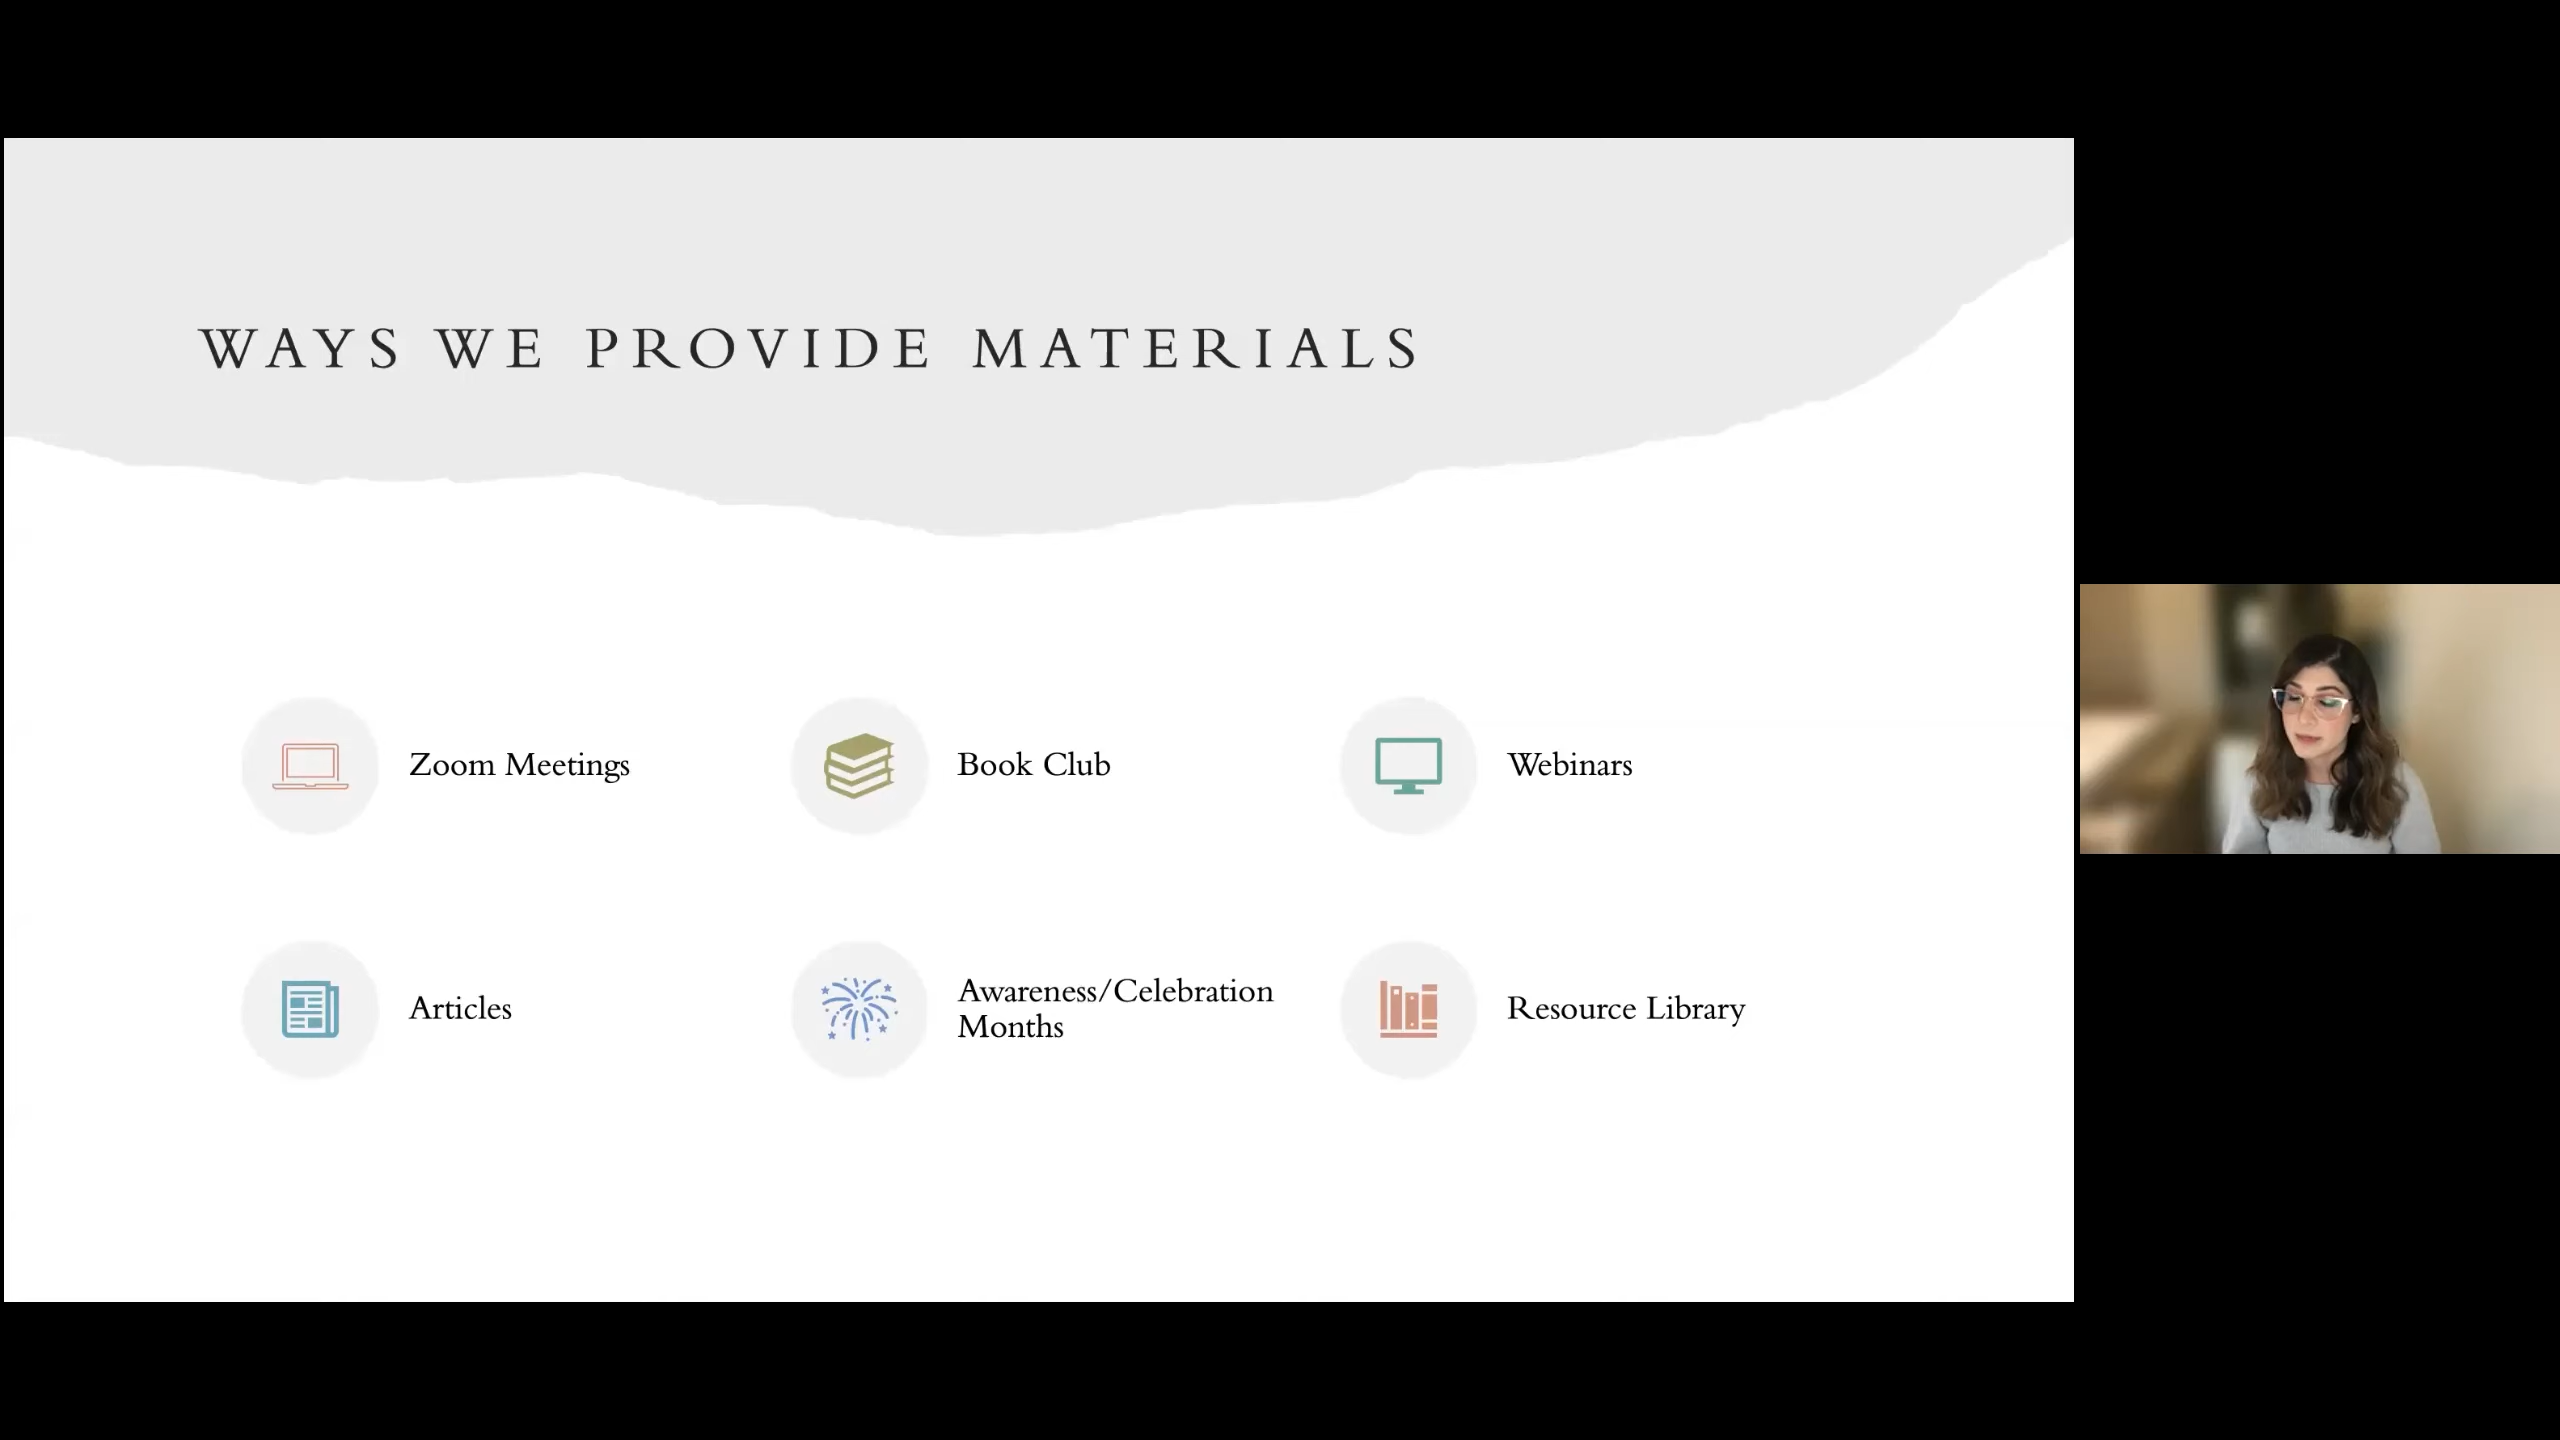 WAYS WE PROVIDE MATERIALS
Zoom Meetings
Book Club
Webinars
Articles
Awareness/Celebration
Months
Resource Library